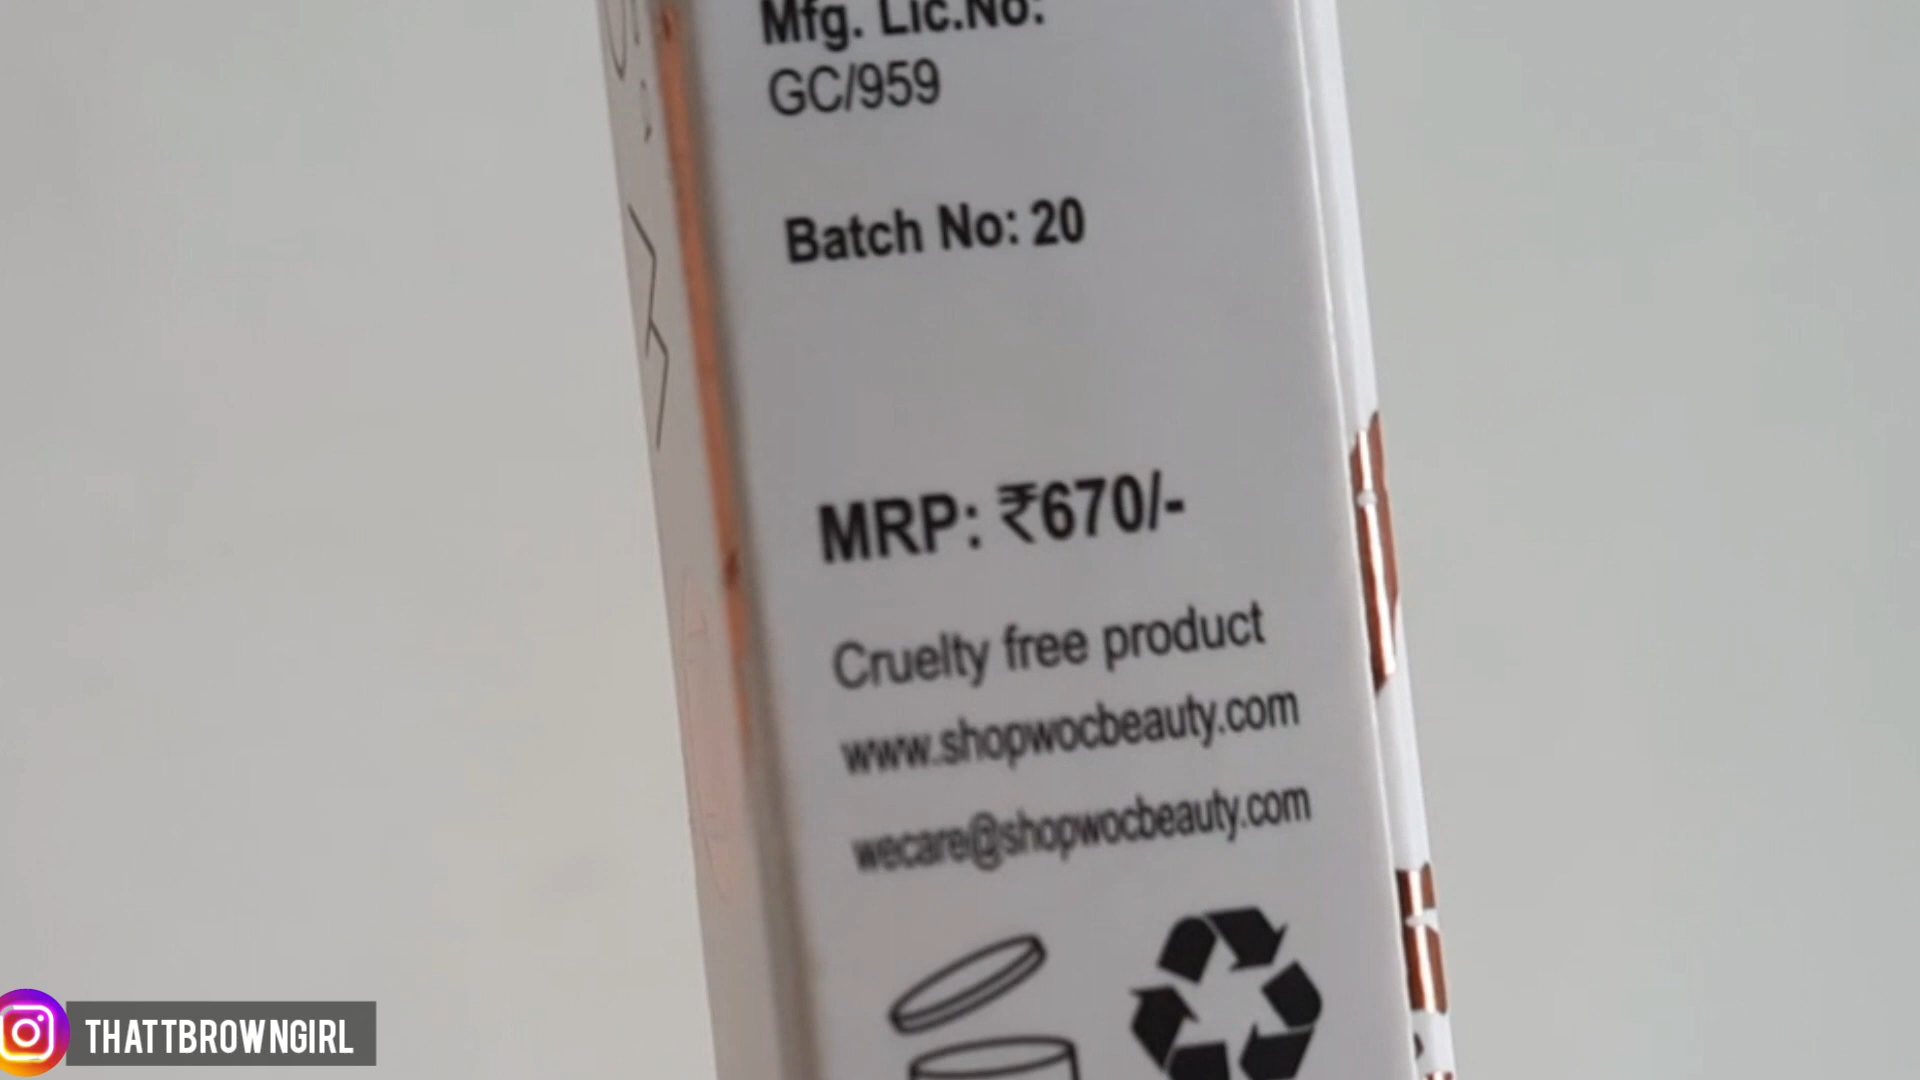 Mfg. Lic.No:
GC/959
Batch No: 20
MRP: ₹670/-
Cruelty free product
www.shopwocbeauty.com
wecare@shopwocbeauty.com
THATTBROWNGIRL